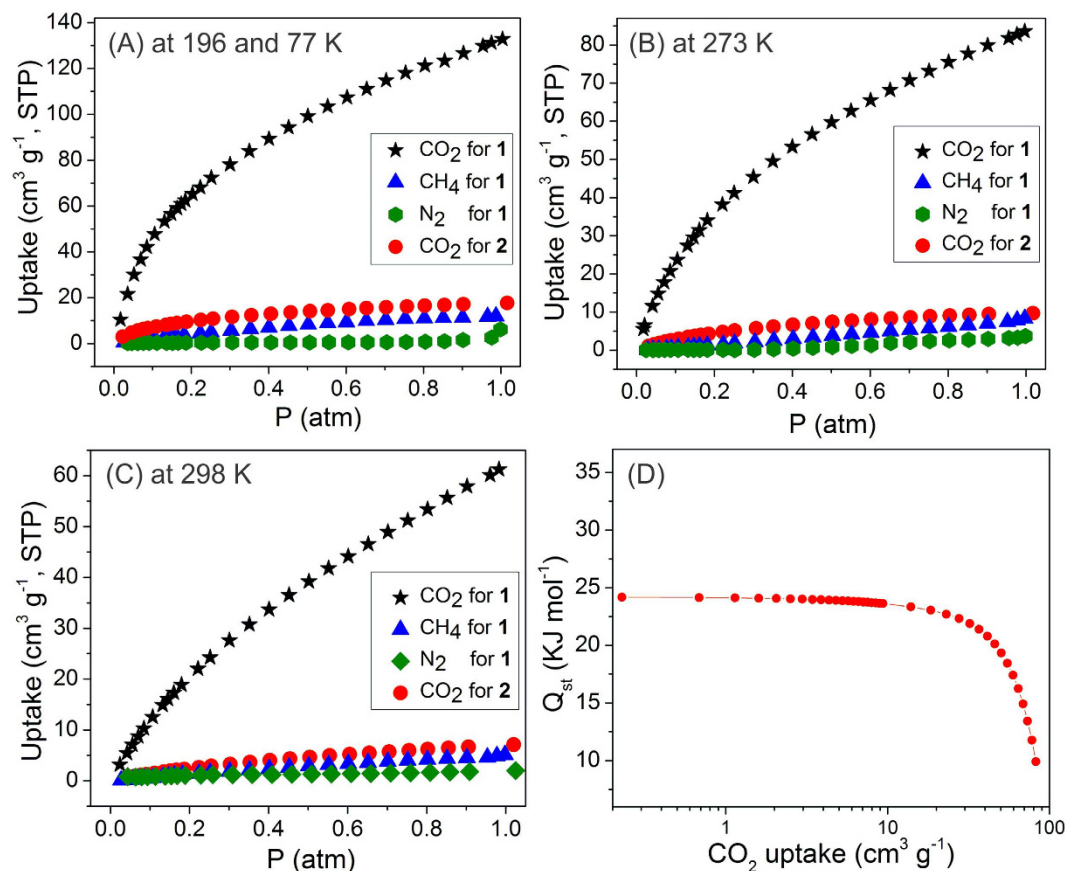 (A) at 196 and 77 K
Uptake (cm³ g⁻¹, STP)
140
120
100
80
60
40
20
0
CO₂ for 1
CH₄ for 1
N₂ for 1
CO₂ for 2
0.0 0.2 0.4 0.6 0.8 1.0
P (atm)
(B) at 273 K
Uptake (cm³ g⁻¹, STP)
80
70
60
50
40
30
20
10
0
CO₂ for 1
CH₄ for 1
N₂ for 1
CO₂ for 2
0.0 0.2 0.4 0.6 0.8 1.0
P (atm)
(C) at 298 K
Uptake (cm³ g⁻¹, STP)
60
50
40
30
20
10
0
CO₂ for 1
CH₄ for 1
N₂ for 1
CO₂ for 2
0.0 0.2 0.4 0.6 0.8 1.0
P (atm)
(D)
Qst (KJ mol⁻¹)
35
30
25
20
15
10
1 10 100
CO₂ uptake (cm³ g⁻¹)